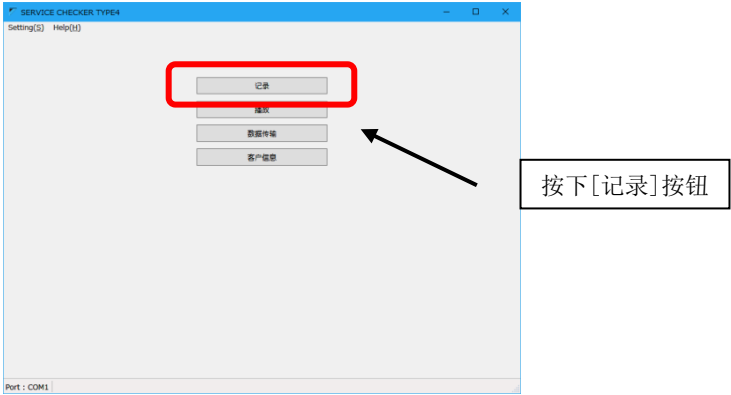 SERVICE CHECKER TYPE4
Setting(S) Help(H)
记录
播放
数据传输
客户信息
按下[记录]按钮
Port : COM1